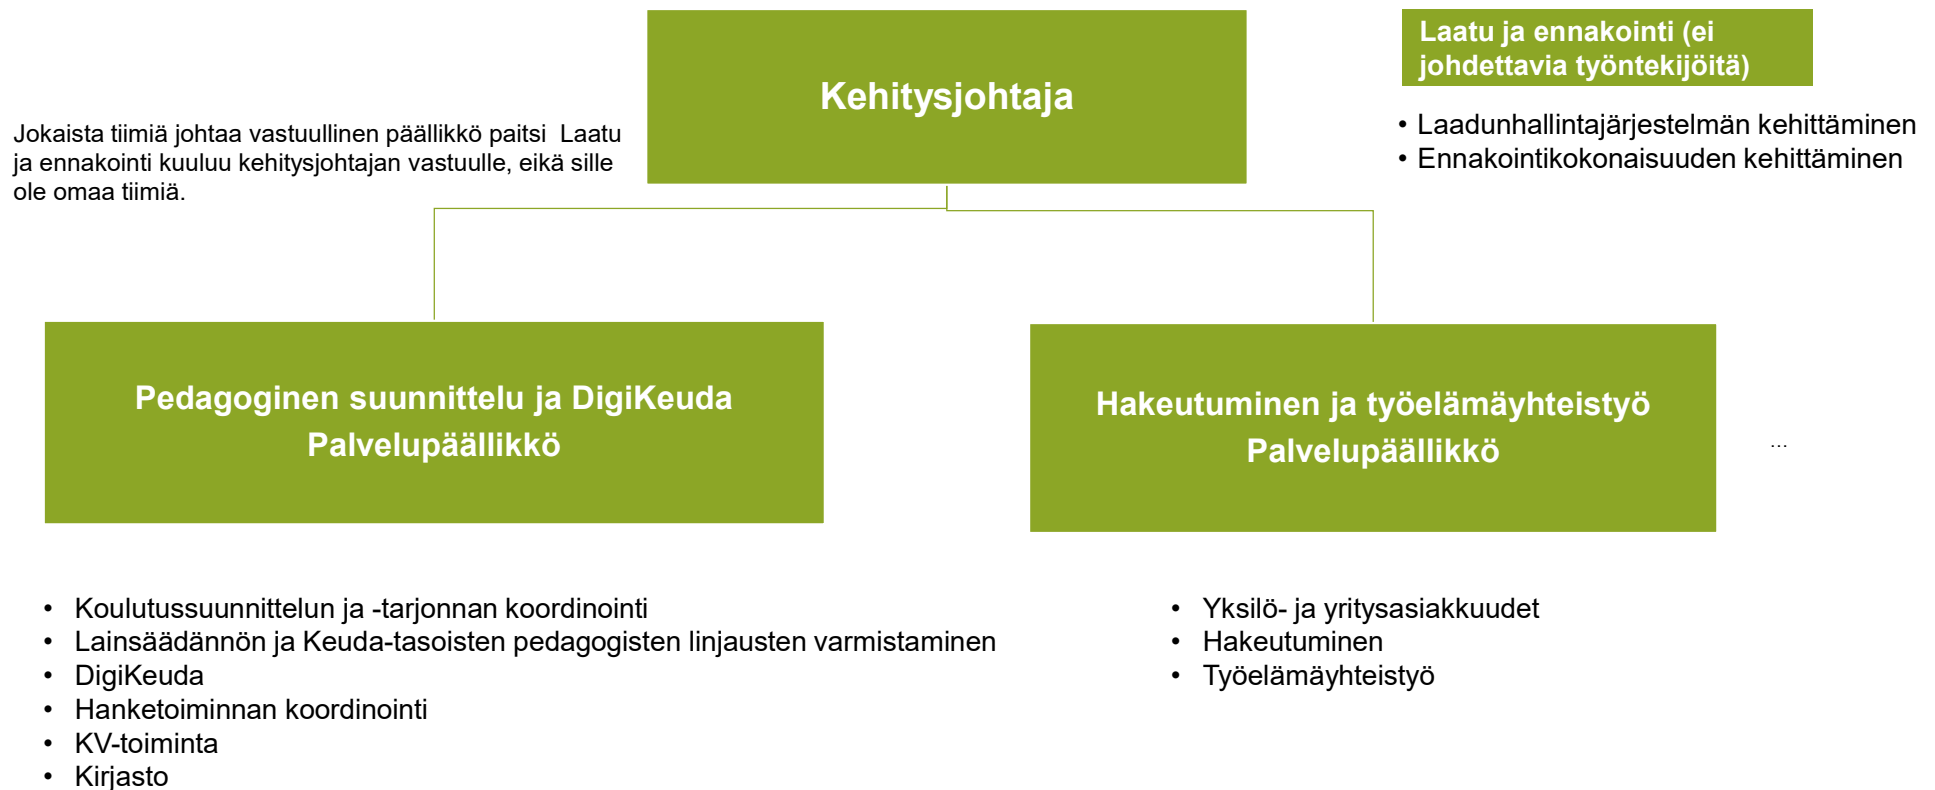 Kehitysjohtaja
Laatu ja ennakointi (ei
johdettavia työntekijöitä)
• Laadunhallintajärjestelmän kehittäminen
• Ennakointikokonaisuuden kehittäminen
Jokaista tiimiä johtaa vastuullinen päällikkö paitsi  Laatu
ja ennakointi kuuluu kehitysjohtajan vastuulle, eikä sille
ole omaa tiimiä.
Pedagoginen suunnittelu ja DigiKeuda
Palvelupäällikkö
Hakeutuminen ja työelämäyhteistyö
Palvelupäällikkö
...
• Koulutussuunnittelun ja -tarjonnan koordinointi
• Lainsäädännön ja Keuda-tasoisten pedagogisten linjausten varmistaminen
• DigiKeuda
• Hanketoiminnan koordinointi
• KV-toiminta
• Kirjasto
• Yksilö- ja yritysasiakkuudet
• Hakeutuminen
• Työelämäyhteistyö